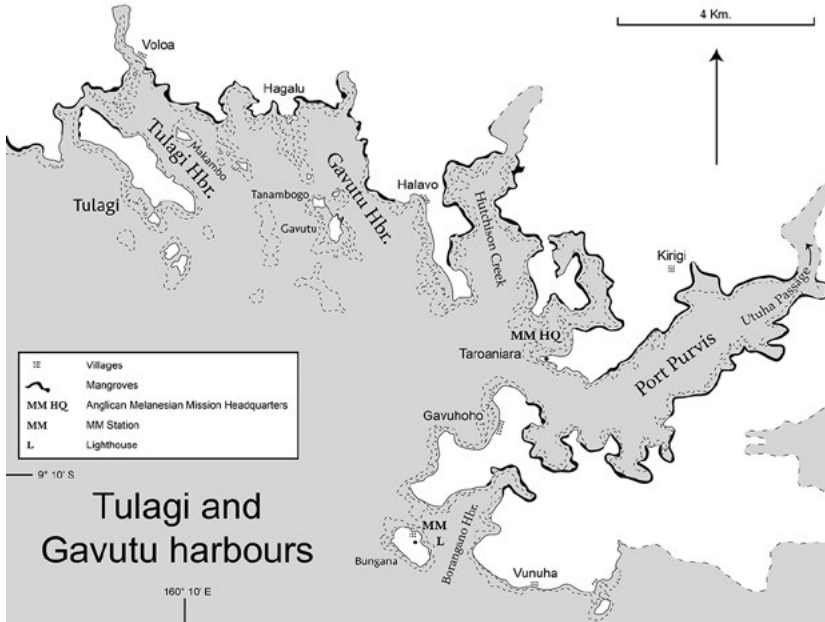 4 Km.
Voloa
Hagalu
Tulagi Hbr.
Makambo
Gavutu Hbr.
Tulagi
Tanambogo
Gavutu
Halavo
Hutchison Creek
Kirigi
Utuha Passage
MM HQ
Taroaniara
Port Purvis
Villages
Mangroves
MM HQ Anglican Melanesian Mission Headquarters
MM MM Station
L Lighthouse
Gavuhoho
9° 10' S
Tulagi and
Gavutu harbours
MM
L
Borangano Hbr.
Bungana
Vunuha
160° 10' E